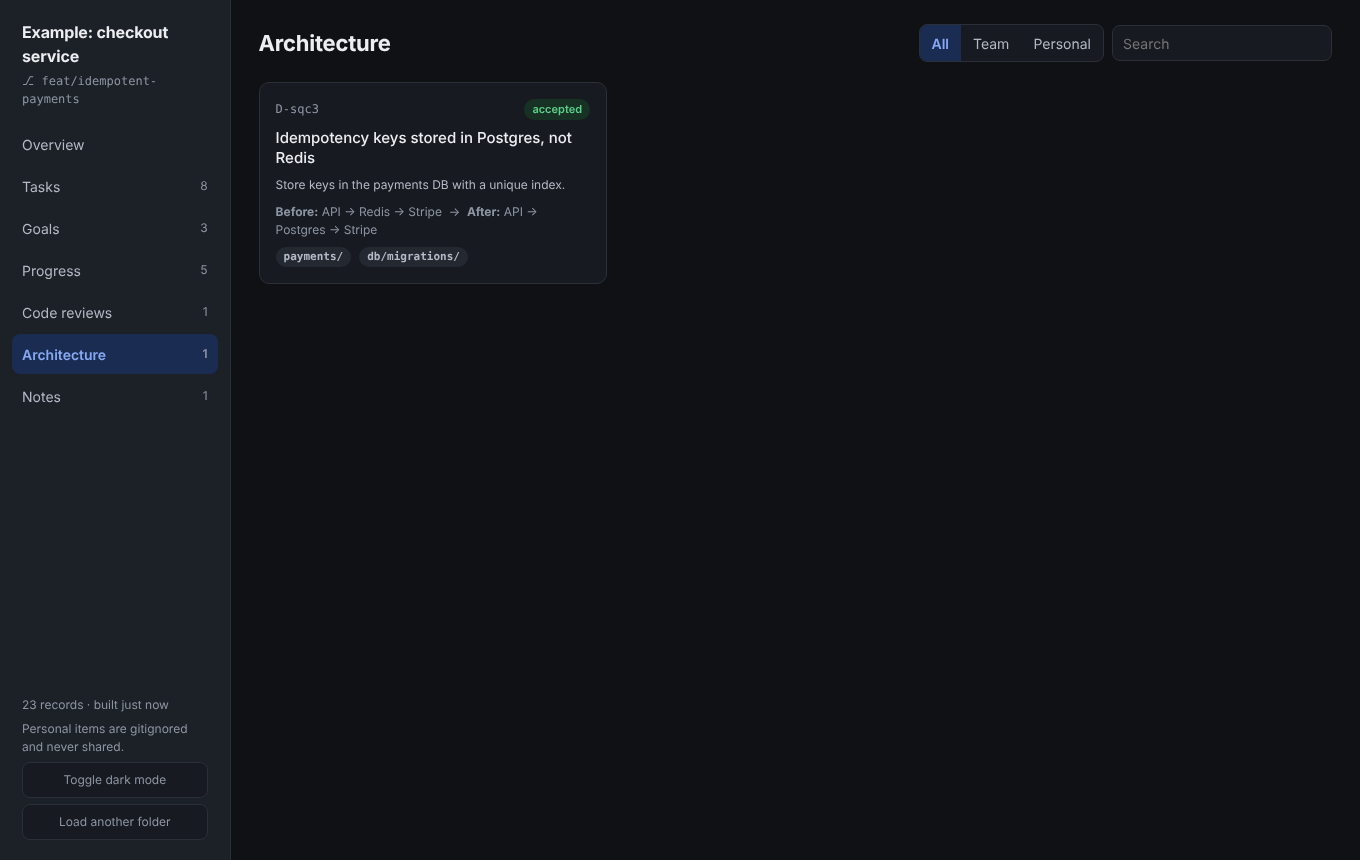 Example: checkout
service
⎇ feat/idempotent-
payments
Overview
Tasks 8
Goals 3
Progress 5
Code reviews 1
Architecture 1
Notes 1
23 records · built just now
Personal items are gitignored
and never shared.
Toggle dark mode
Load another folder
Architecture
All Team Personal Search
D-sqc3 accepted
Idempotency keys stored in Postgres, not
Redis
Store keys in the payments DB with a unique index.
Before: API → Redis → Stripe → After: API →
Postgres → Stripe
payments/ db/migrations/